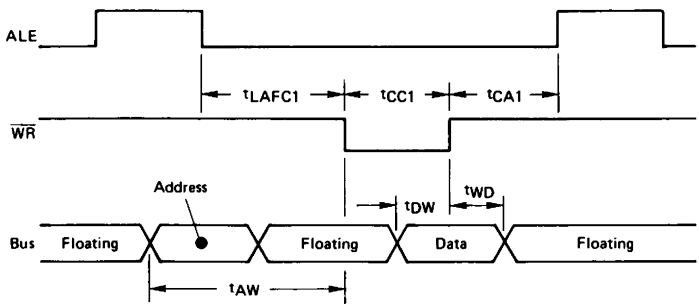 ALE
tLAFC1 tCC1 tCA1
WR
Address
tDW tWD
Bus Floating Floating Data Floating
tAW